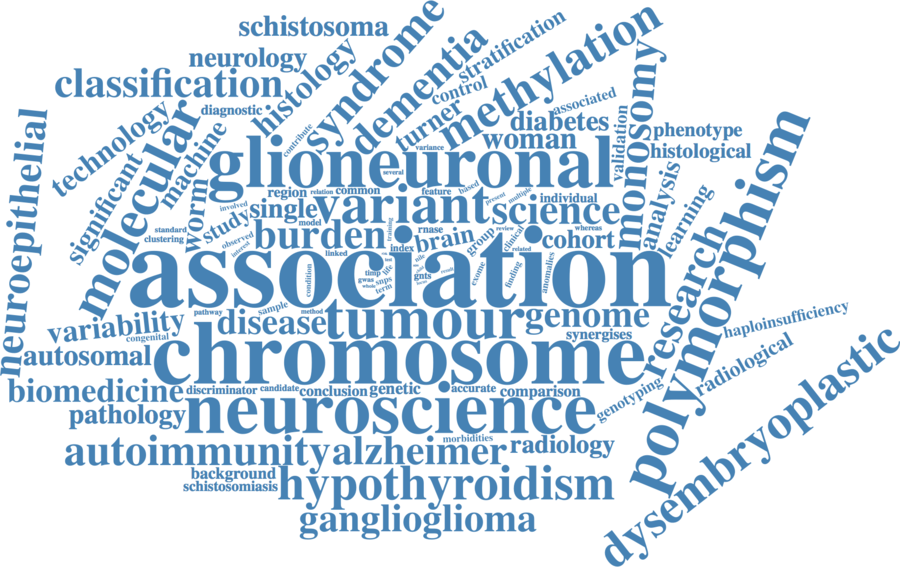 schistosoma
neurology
classification
diagnostic
histology
contribute
syndrome
dementia
stratification
control
turner
variance
methylation
associated
diabetes
woman
validation
monosomy
phenotype
histological
neuroepithelial
technology
significant
molecular
machine
worm
glioneuronal
several
region
relation
common
feature
based
present
multiple
individual
involved
study
single
model
variant
science
analysis
learning
standard
clustering
observed
interest
burden
linked
training
index
rnase
brain
group
review
clinical
whereas
related
cohort
association
condition
timp
gwas
whole
snps
term
life
nile
gnts
result
exome
finding
anomalies
research
polymorphism
variability
congenital
pathway
sample
method
disease
tumour
genome
synergises
haploinsufficiency
autosomal
chromosome
radiological
biomedicine
discriminator
candidate
conclusion
genetic
accurate
comparison
genotyping
pathology
neuroscience
dysembryoplastic
autoimmunity
alzheimer
morbidities
radiology
background
schistosomiasis
hypothyroidism
ganglioglioma